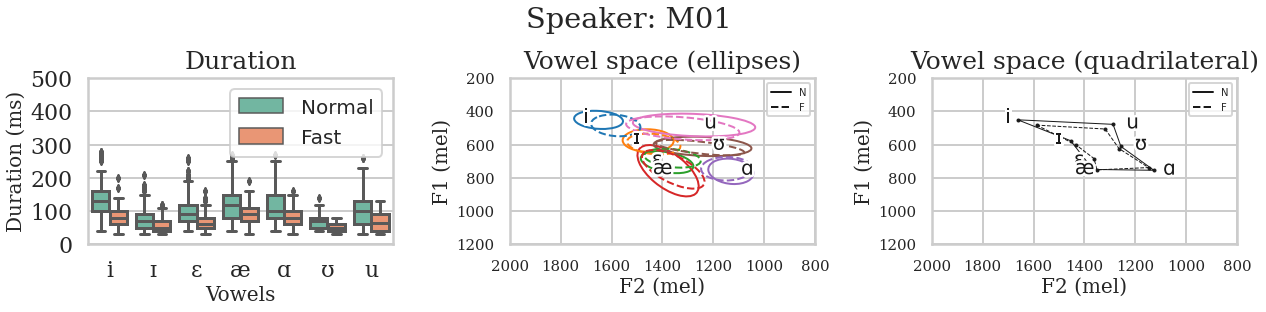 Speaker: M01
Duration
Duration (ms)
500
400
300
200
100
0
Normal
Fast
i ɪ ɛ æ ɑ ʊ u
Vowels
Vowel space (ellipses)
F1 (mel)
200
400
600
800
1000
1200
N
F
i
u
ɪ
ʊ
ɛ
æ
ɑ
2000 1800 1600 1400 1200 1000 800
F2 (mel)
Vowel space (quadrilateral)
F1 (mel)
200
400
600
800
1000
1200
N
F
i
u
ɪ
ʊ
ɛ
æ
ɑ
2000 1800 1600 1400 1200 1000 800
F2 (mel)